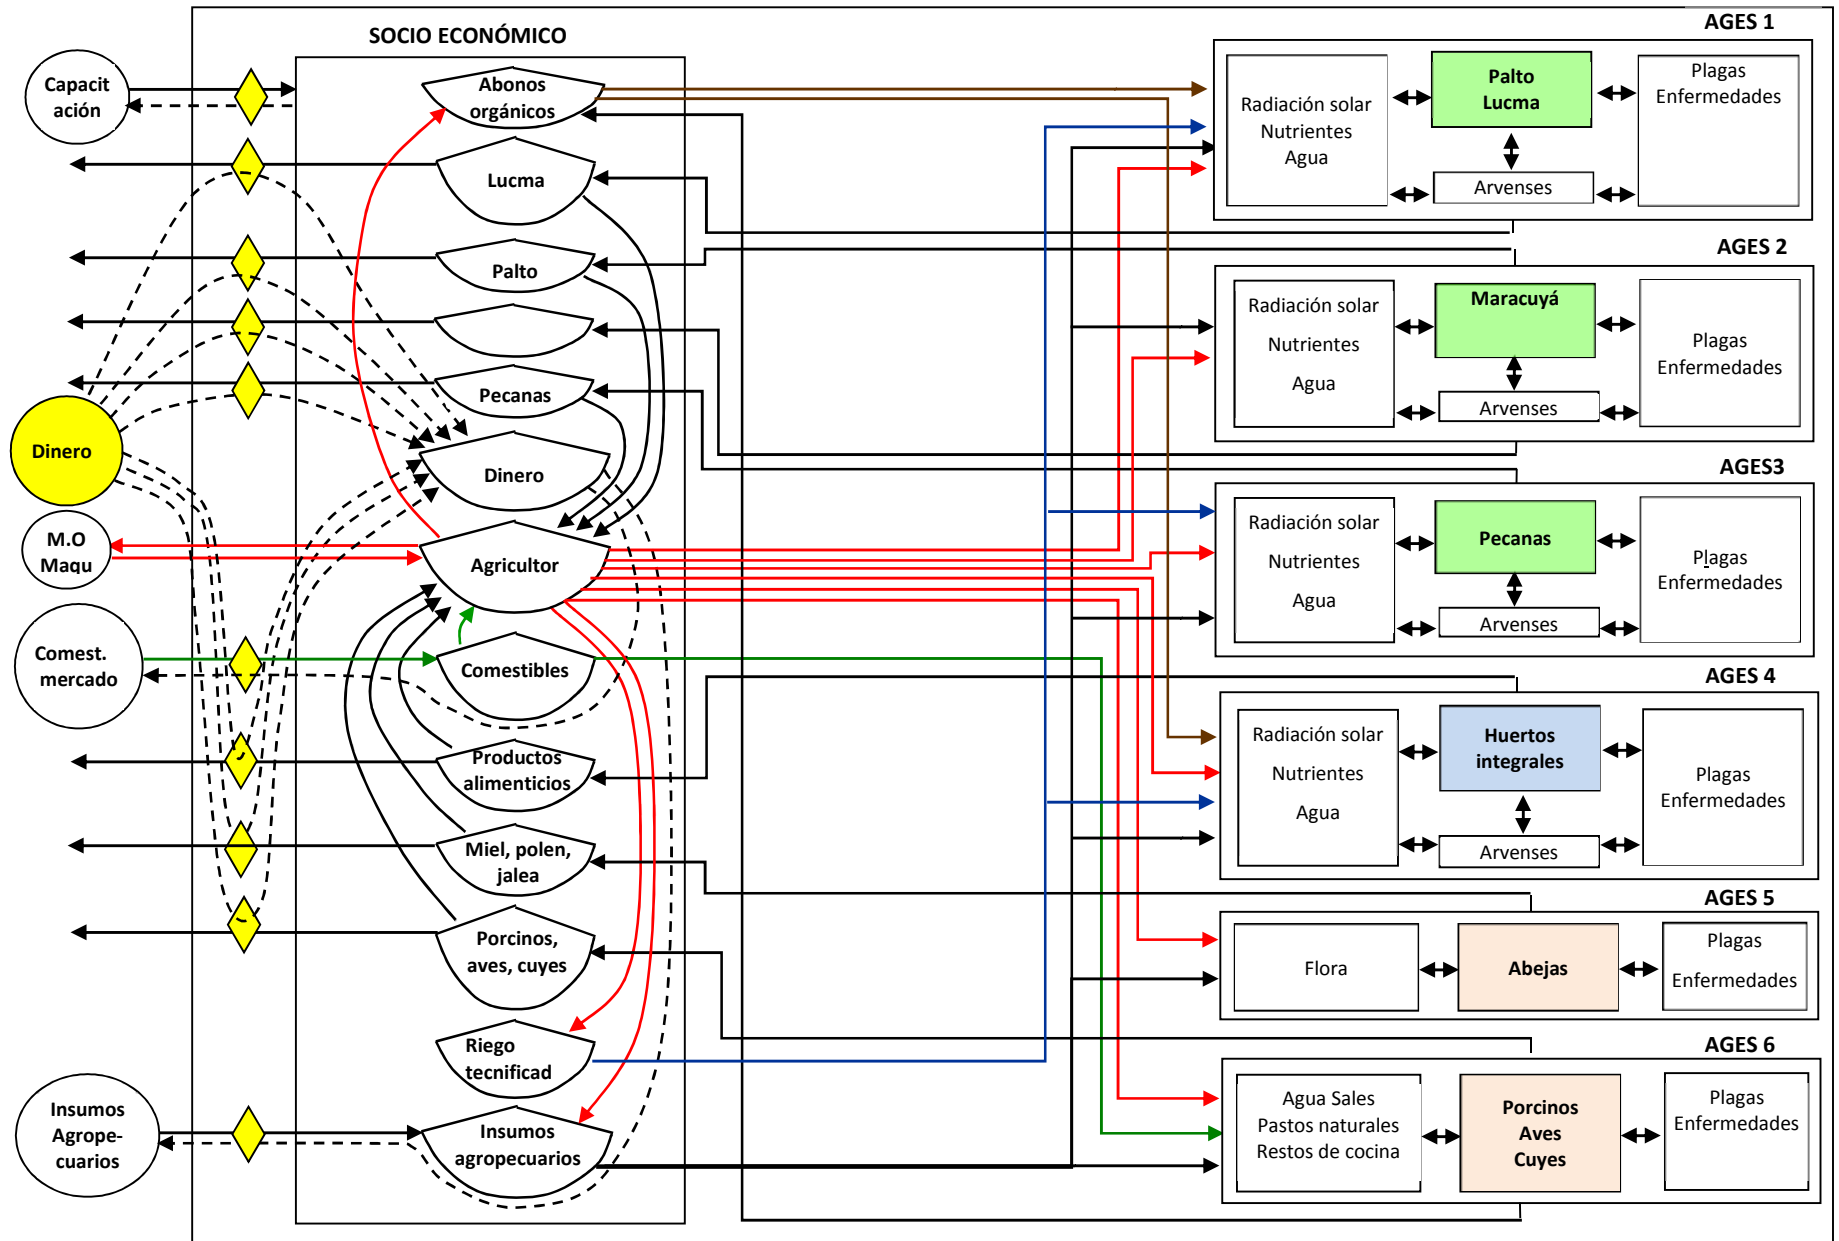 SOCIO ECONÓMICO
Capacit
ación
Dinero
M.O
Maqu
Comest.
mercado
Insumos
Agrope-
cuarios
Abonos
orgánicos
Lucma
Palto
Pecanas
Dinero
Agricultor
Comestibles
Productos
alimenticios
Miel, polen,
jalea
Porcinos,
aves, cuyes
Riego
tecnificad
Insumos
agropecuarios
AGES 1
Radiación solar
Nutrientes
Agua
Palto
Lucma
Arvenses
Plagas
Enfermedades
AGES 2
Radiación solar
Nutrientes
Agua
Maracuyá
Arvenses
Plagas
Enfermedades
AGES3
Radiación solar
Nutrientes
Agua
Pecanas
Arvenses
Plagas
Enfermedades
AGES 4
Radiación solar
Nutrientes
Agua
Huertos
integrales
Arvenses
Plagas
Enfermedades
AGES 5
Flora
Abejas
Plagas
Enfermedades
AGES 6
Agua Sales
Pastos naturales
Restos de cocina
Porcinos
Aves
Cuyes
Plagas
Enfermedades